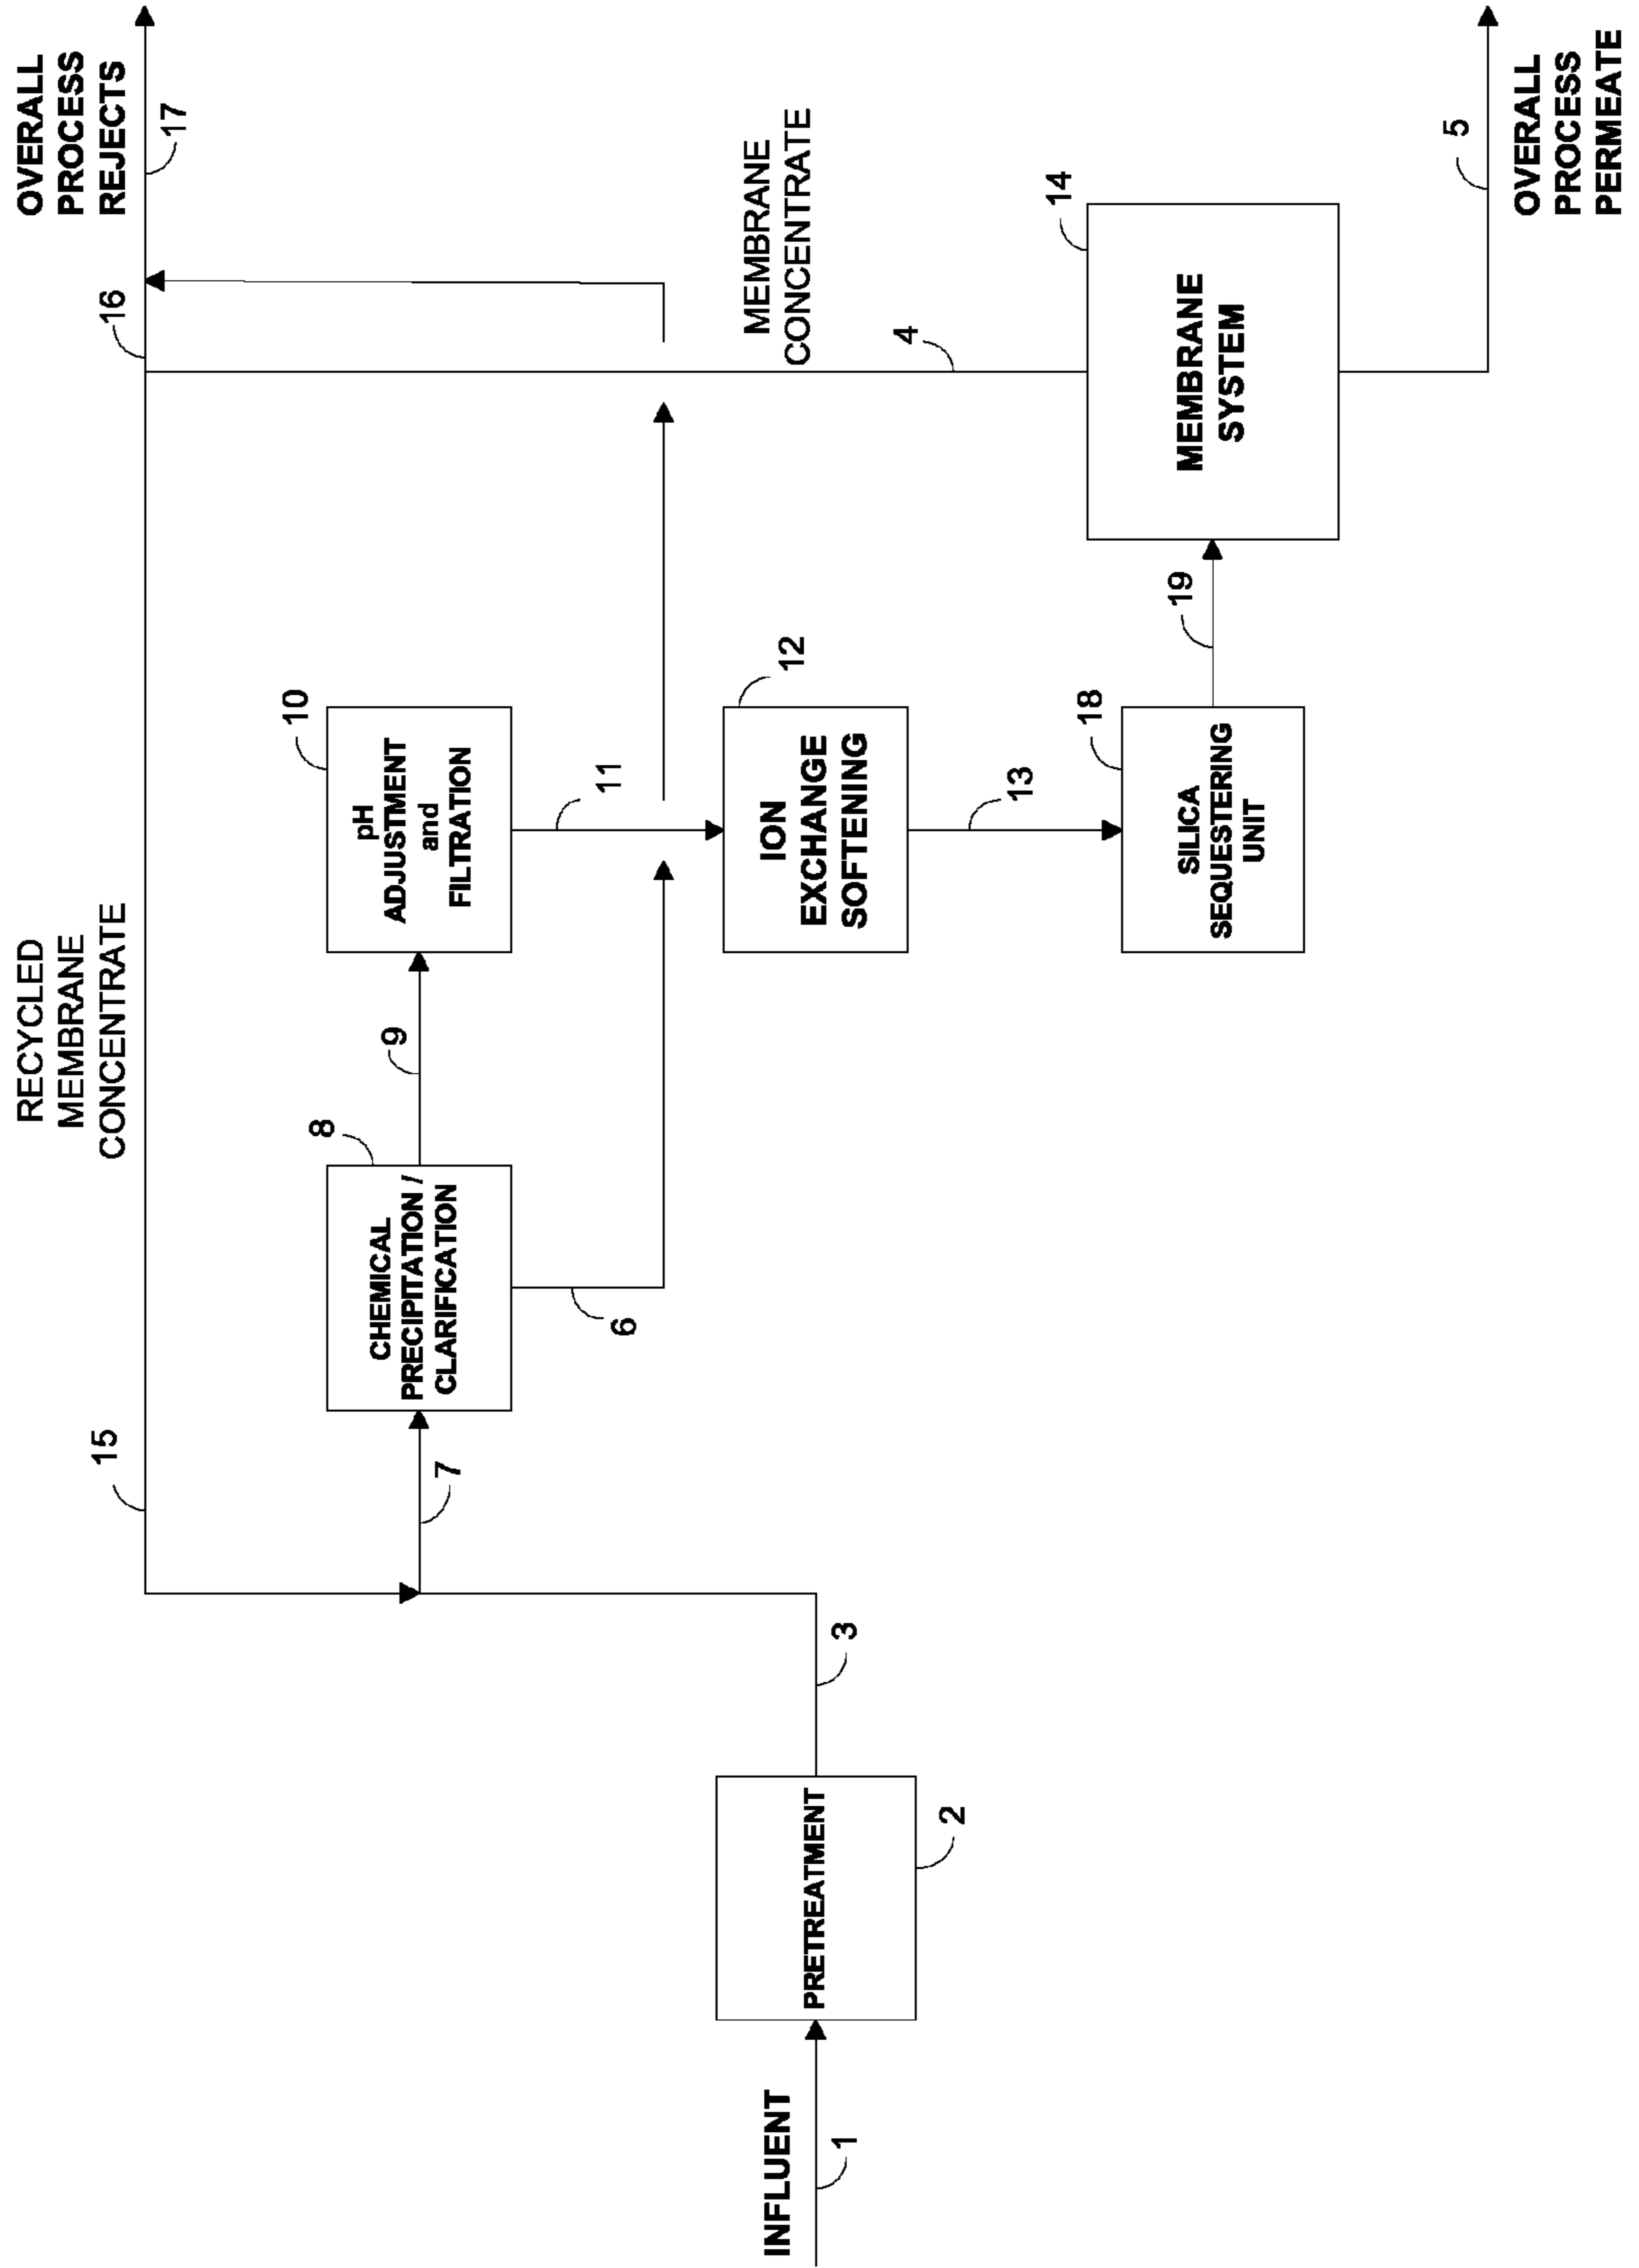 RECYCLED
MEMBRANE
CONCENTRATE
OVERALL
PROCESS
REJECTS
15
16
17
8
CHEMICAL
PRECIPITATION /
CLARIFICATION
7
9
6
10
pH
ADJUSTMENT
and
FILTRATION
11
MEMBRANE
CONCENTRATE
4
INFLUENT
1
PRETREATMENT
2
3
12
ION
EXCHANGE
SOFTENING
13
18
SILICA
SEQUESTERING
UNIT
19
14
MEMBRANE
SYSTEM
5
OVERALL
PROCESS
PERMEATE